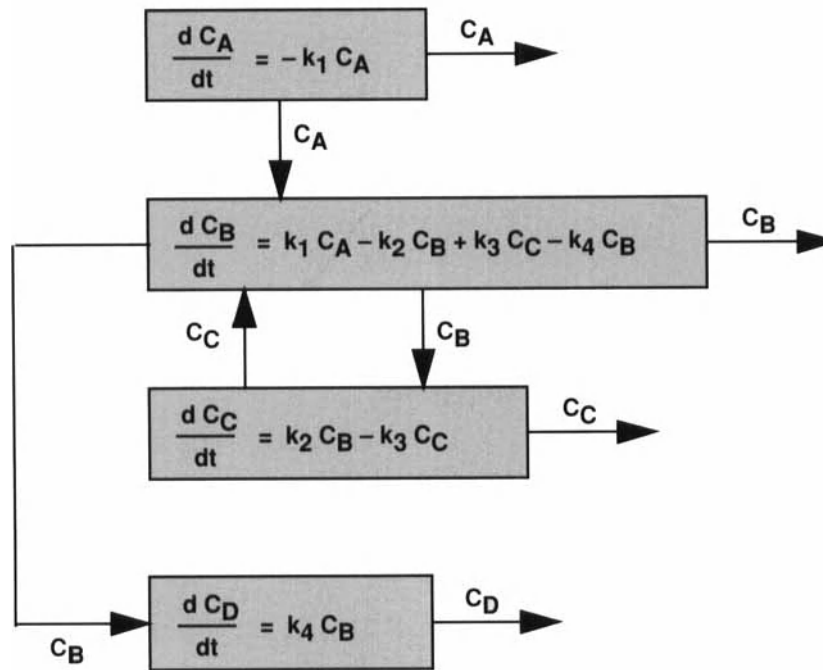 d C_A / dt = – k_1 C_A
C_A
C_A
d C_B / dt = k_1 C_A – k_2 C_B + k_3 C_C – k_4 C_B
C_B
C_C
C_B
d C_C / dt = k_2 C_B – k_3 C_C
C_C
d C_D / dt = k_4 C_B
C_D
C_B